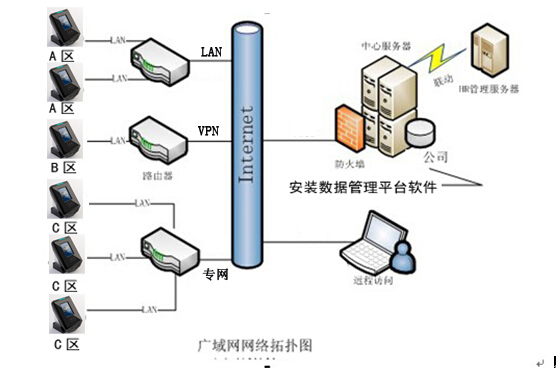 LAN
A 区
LAN
A 区
LAN
B 区
LAN
C 区
LAN
C 区
LAN
C 区
路由器
LAN
VPN
专网
Internet
中心服务器
联动
HR管理服务器
防火墙
公司
安装数据管理平台软件
远程访问
广域网网络拓扑图